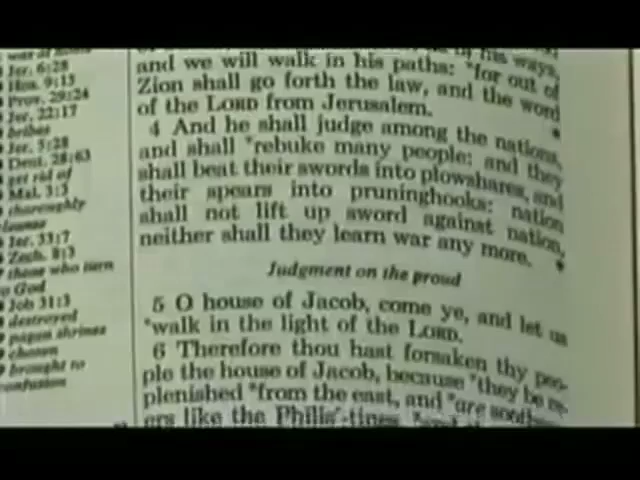 Jer. 6:28
Hos. 9:15
Prov. 29:24
Jer. 22:17
bribes
Jer. 5:28
Deut. 28:63
get rid of
Mal. 3:3
thoroughly
Jer. 33:7
Zech. 8:3
those who turn
God
Job 31:3
destroyed
pagan shrines
chosen
brought to
confusion
of his ways,
and we will walk in his paths: *for out of
Zion shall go forth the law, and the word
of the LORD from Jerusalem.
4 And he shall judge among the nations,
and shall *rebuke many people: and they
shall beat their swords into plowshares, and
their spears into pruninghooks: nation
shall not lift up sword against nation,
neither shall they learn war any more.
Judgment on the proud
5 O house of Jacob, come ye, and let us
*walk in the light of the LORD.
6 Therefore thou hast forsaken thy peo-
ple the house of Jacob, because *they be re-
plenished *from the east, and *are sooth-
ers like the Philis'-tines